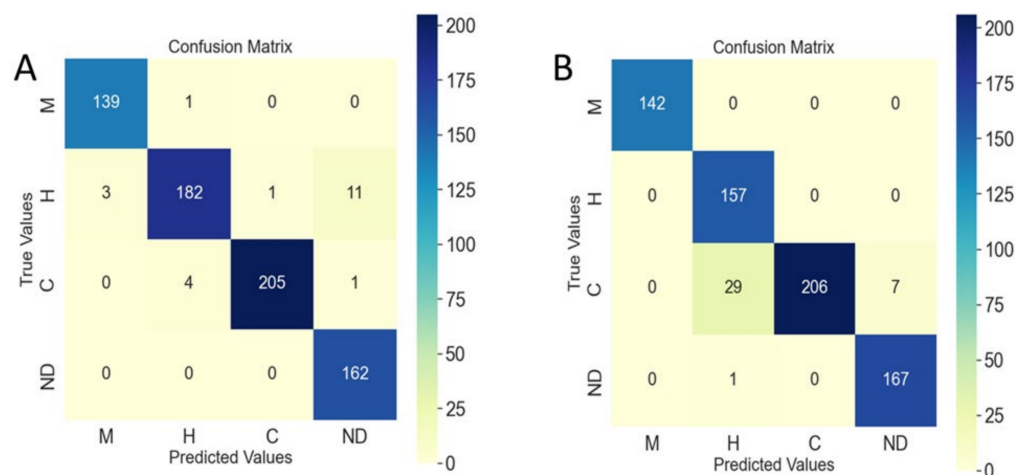 A
Confusion Matrix
True Values
M
H
C
ND
139 1 0 0
3 182 1 11
0 4 205 1
0 0 0 162
M H C ND
Predicted Values
200
175
150
125
100
75
50
25
0
B
Confusion Matrix
True Values
M
H
C
ND
142 0 0 0
0 157 0 0
0 29 206 7
0 1 0 167
M H C ND
Predicted Values
200
175
150
125
100
75
50
25
0